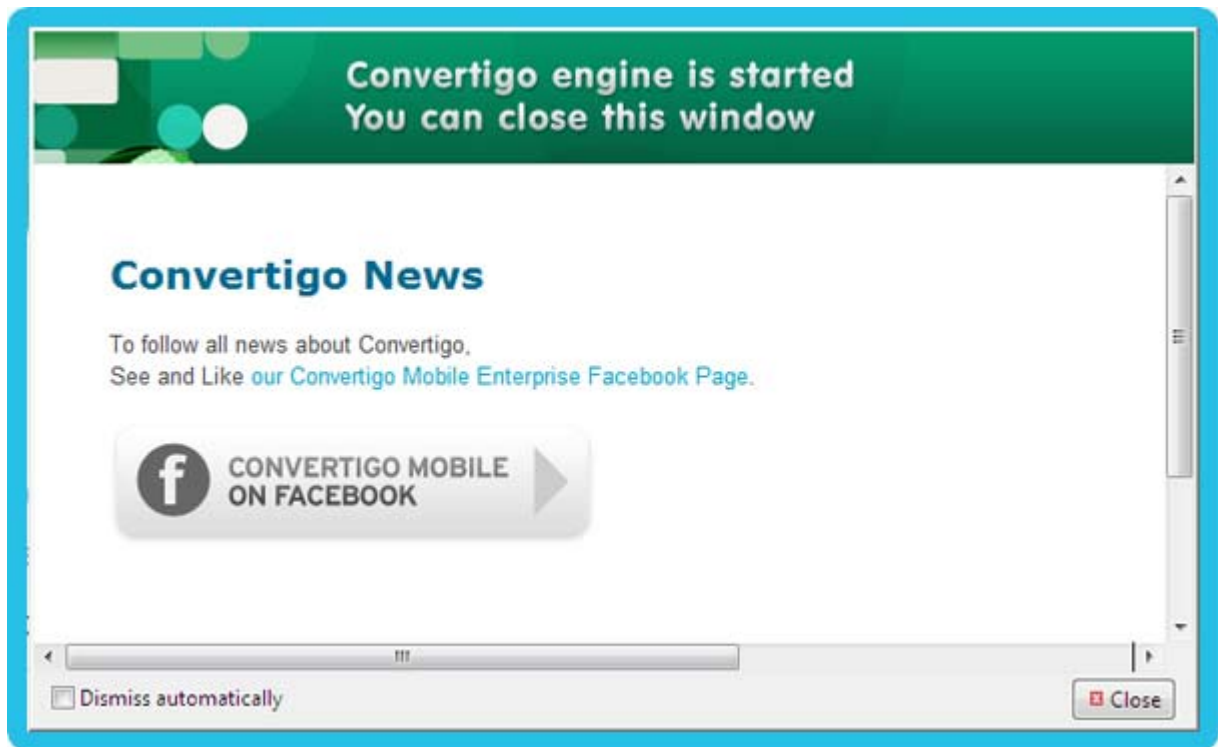 Convertigo engine is started
You can close this window
Convertigo News
To follow all news about Convertigo,
See and Like our Convertigo Mobile Enterprise Facebook Page.
f
CONVERTIGO MOBILE
ON FACEBOOK
Dismiss automatically
Close